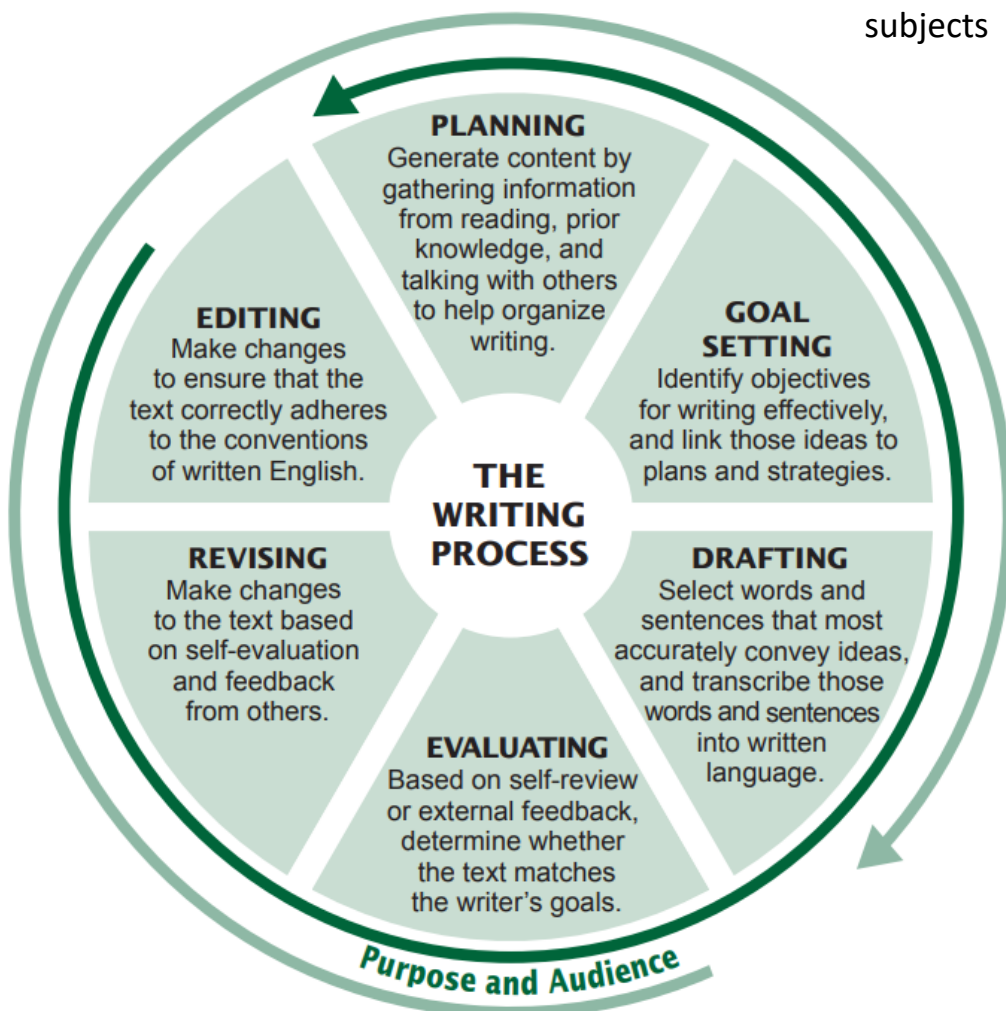 subjects
PLANNING
Generate content by
gathering information
from reading, prior
knowledge, and
talking with others
to help organize
writing.
GOAL
SETTING
Identify objectives
for writing effectively,
and link those ideas to
plans and strategies.
DRAFTING
Select words and
sentences that most
accurately convey ideas,
and transcribe those
words and sentences
into written
language.
EVALUATING
Based on self-review
or external feedback,
determine whether
the text matches
the writer's goals.
REVISING
Make changes
to the text based
on self-evaluation
and feedback
from others.
EDITING
Make changes
to ensure that the
text correctly adheres
to the conventions
of written English.
THE
WRITING
PROCESS
Purpose and Audience